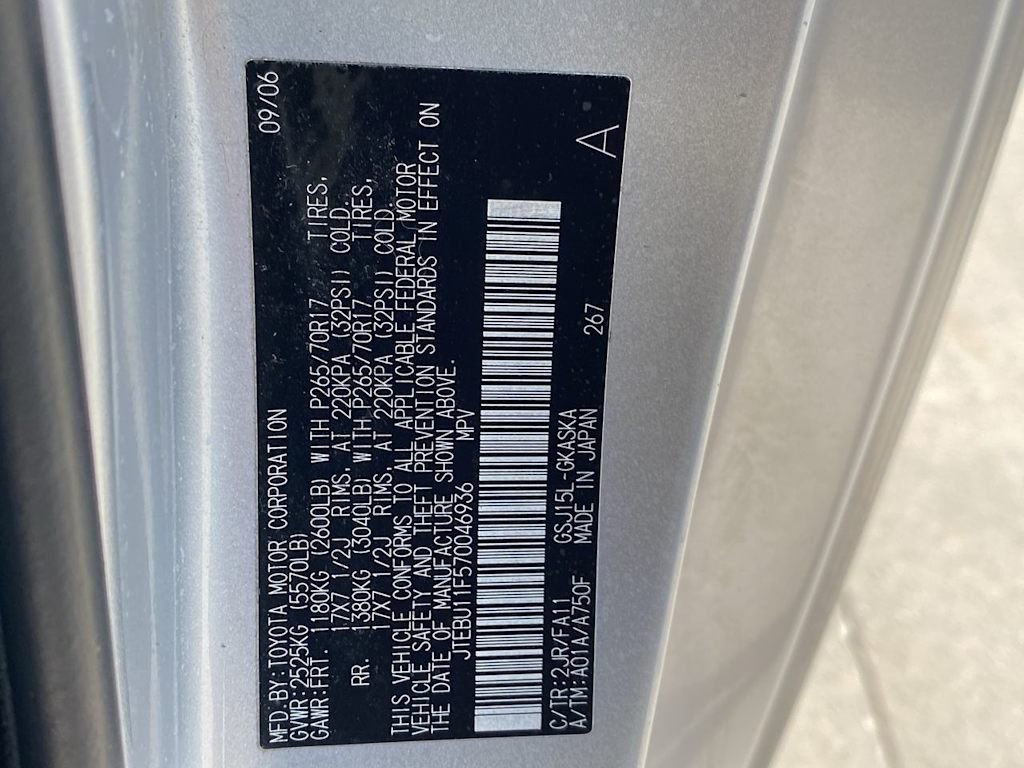 MFD.BY:TOYOTA MOTOR CORPORATION 09/06
GVWR:2525KG (5570LB)
GAWR:FRT. 1180KG (2600LB) WITH P265/70R17 TIRES,
17X7 1/2J RIMS, AT 220KPA (32PSI) COLD.
RR. 1380KG (3040LB) WITH P265/70R17 TIRES,
17X7 1/2J RIMS, AT 220KPA (32PSI) COLD.
THIS VEHICLE CONFORMS TO ALL APPLICABLE FEDERAL MOTOR
VEHICLE SAFETY AND THEFT PREVENTION STANDARDS IN EFFECT ON
THE DATE OF MANUFACTURE SHOWN ABOVE.
JTEBU11F570046936 MPV
C/TR:2JR/FA11 GSJ15L-GKASKA
A/TM:A01A/A750F MADE IN JAPAN 267
A